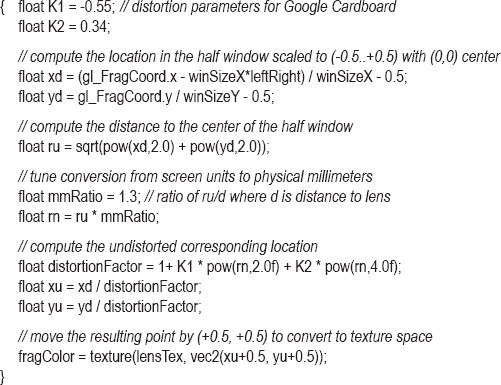 { float K1 = -0.55; // distortion parameters for Google Cardboard
float K2 = 0.34;
// compute the location in the half window scaled to (-0.5..+0.5) with (0,0) center
float xd = (gl_FragCoord.x - winSizeX*leftRight) / winSizeX - 0.5;
float yd = gl_FragCoord.y / winSizeY - 0.5;
// compute the distance to the center of the half window
float ru = sqrt(pow(xd,2.0) + pow(yd,2.0));
// tune conversion from screen units to physical millimeters
float mmRatio = 1.3; // ratio of ru/d where d is distance to lens
float rn = ru * mmRatio;
// compute the undistorted corresponding location
float distortionFactor = 1+ K1 * pow(rn,2.0f) + K2 * pow(rn,4.0f);
float xu = xd / distortionFactor;
float yu = yd / distortionFactor;
// move the resulting point by (+0.5, +0.5) to convert to texture space
fragColor = texture(lensTex, vec2(xu+0.5, yu+0.5));
}